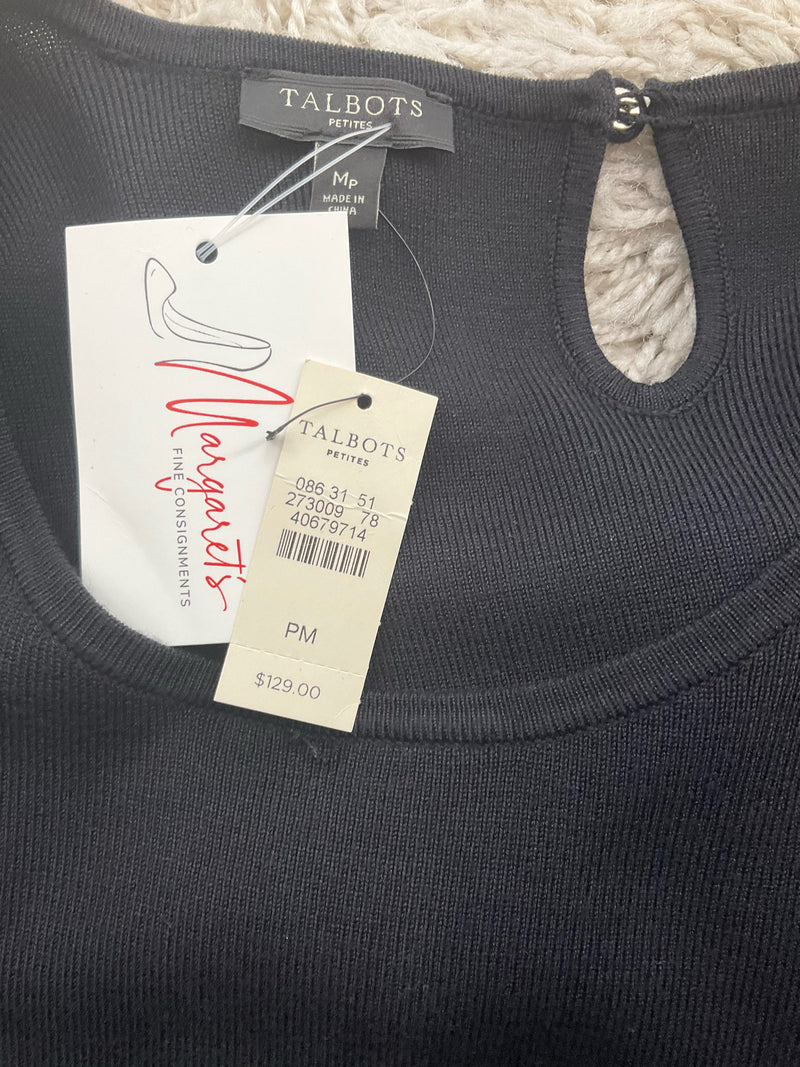 TALBOTS
PETITES
MP
MADE IN
CHINA
Margaret's
FINE CONSIGNMENTS
TALBOTS
PETITES
086 31 51
273009 78
40679714
PM
$129.00